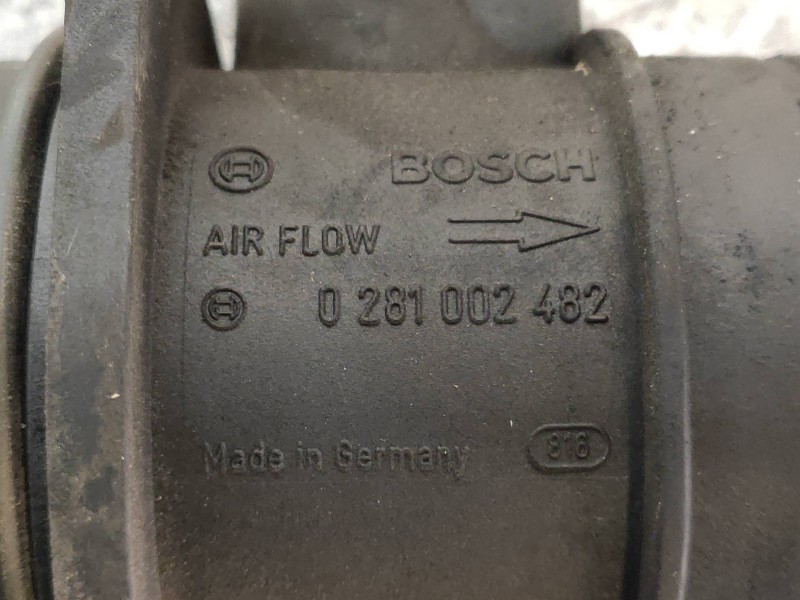 BOSCH
AIR FLOW
0 281 002 482
Made in Germany
816